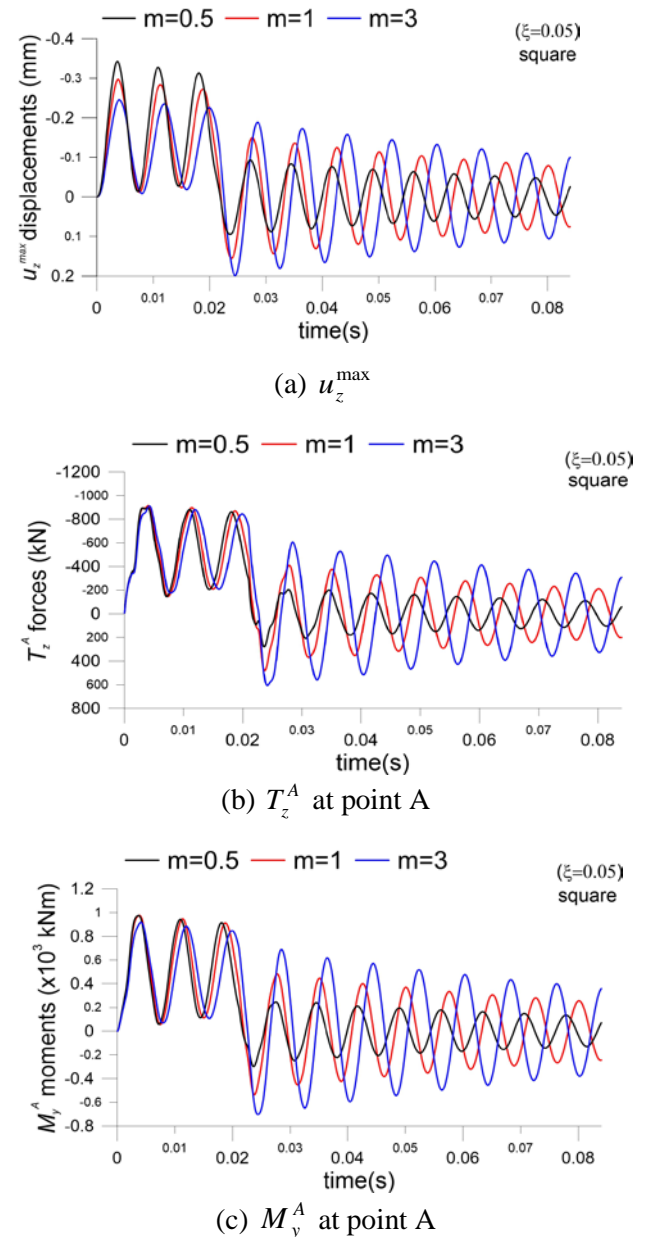 m=0.5 m=1 m=3
(ξ=0.05)
square
-0.4
-0.3
-0.2
-0.1
0
0.1
0.2
u_z^max displacements (mm)
0 0.01 0.02 0.03 0.04 0.05 0.06 0.07 0.08
time(s)
(a) u_z^max
m=0.5 m=1 m=3
(ξ=0.05)
square
-1200
-1000
-800
-600
-400
-200
0
200
400
600
800
T_z^A forces (kN)
0 0.01 0.02 0.03 0.04 0.05 0.06 0.07 0.08
time(s)
(b) T_z^A at point A
m=0.5 m=1 m=3
(ξ=0.05)
square
1.2
1
0.8
0.6
0.4
0.2
0
-0.2
-0.4
-0.6
-0.8
M_y^A moments (x10³ kNm)
0 0.01 0.02 0.03 0.04 0.05 0.06 0.07 0.08
time(s)
(c) M_y^A at point A